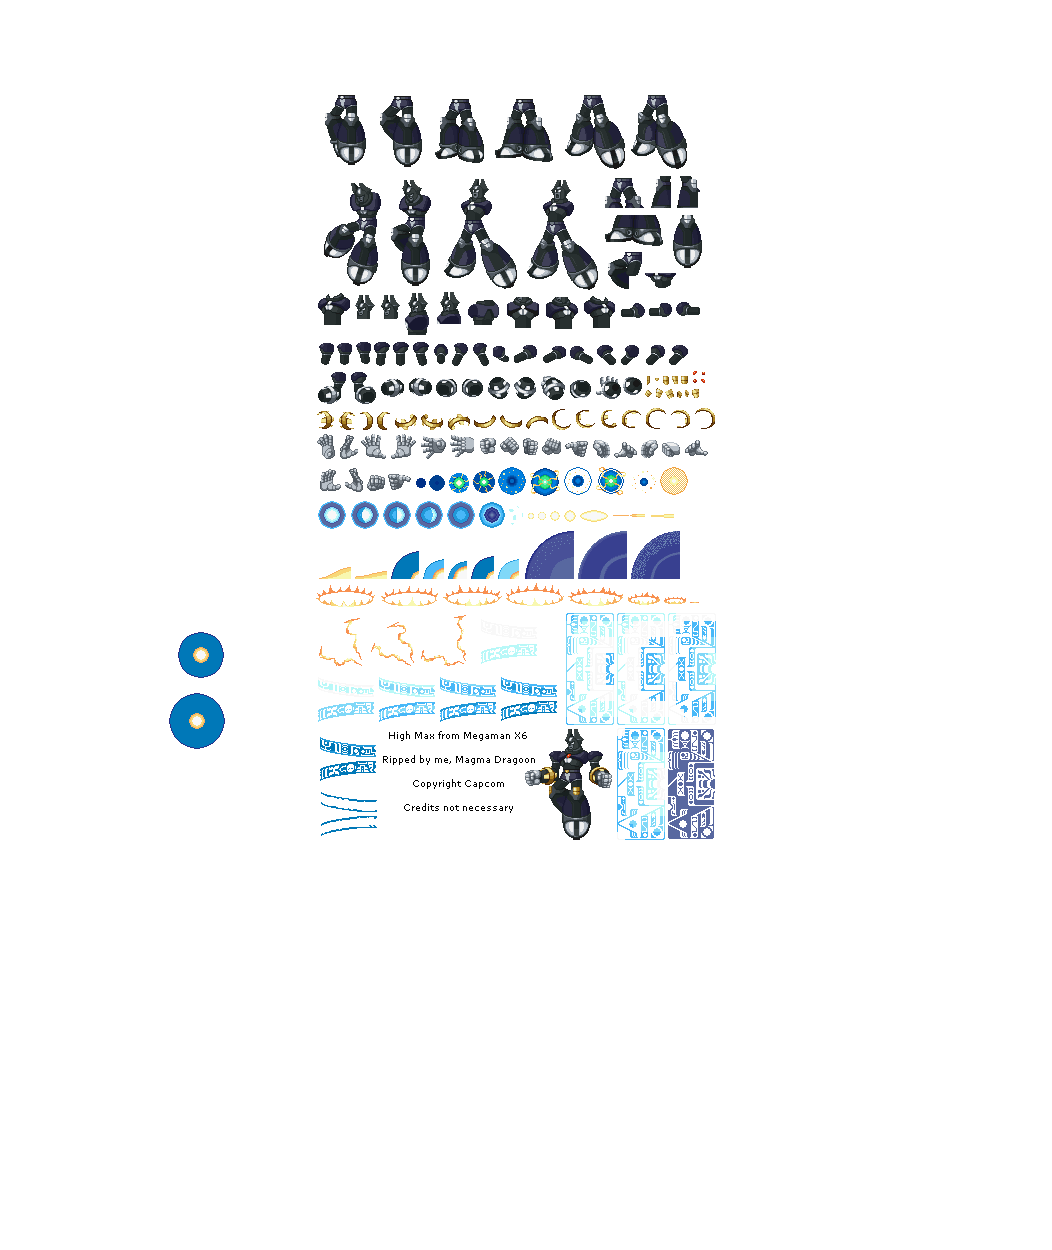 High Max from Megaman X6
Ripped by me, Magma Dragoon
Copyright Capcom
Credits not necessary